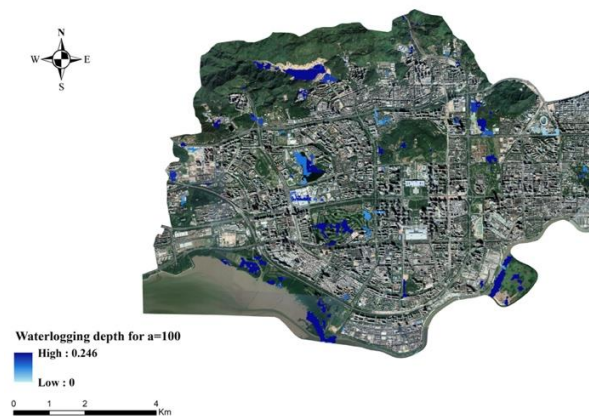 N
W E
S
Waterlogging depth for a=100
High : 0.246
Low : 0
0 1 2 4
Km